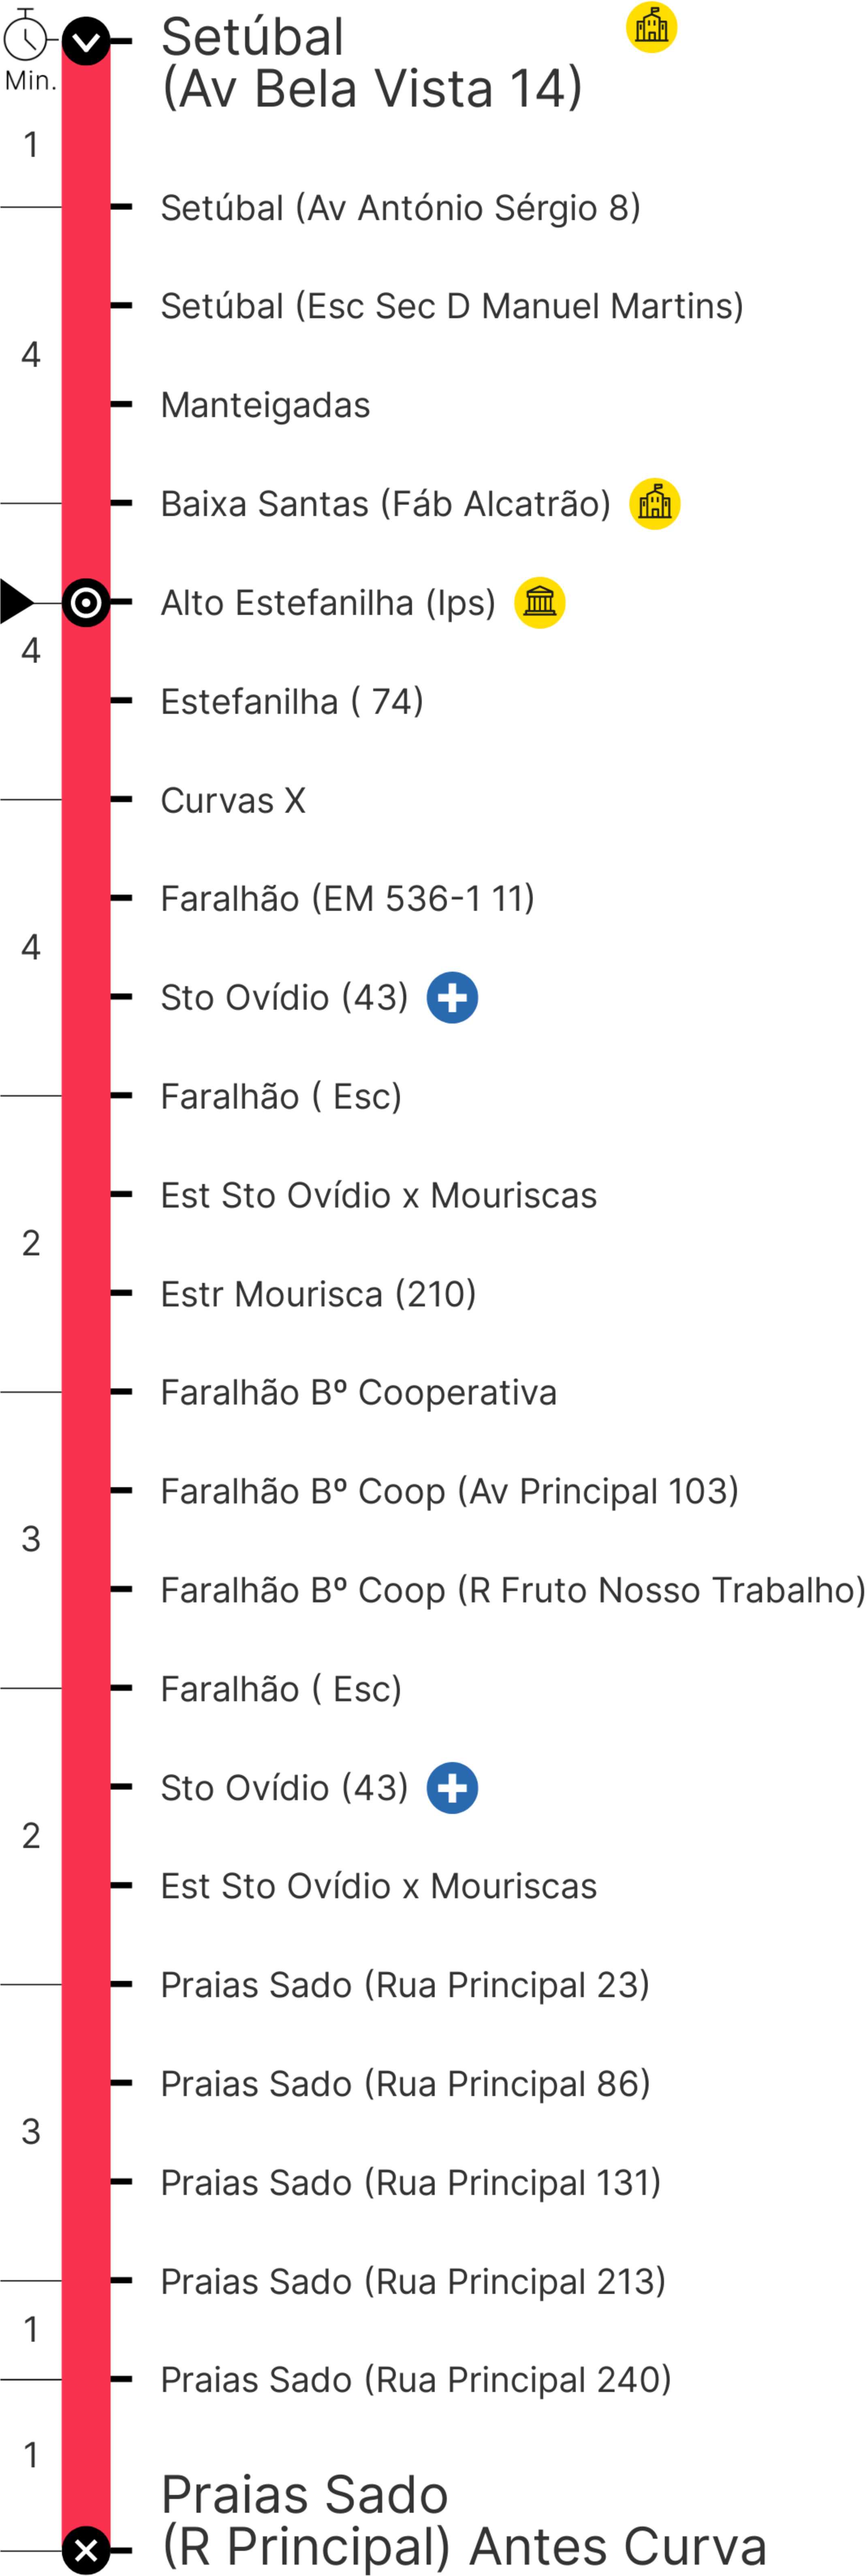 Setúbal
(Av Bela Vista 14)
Min.
1
Setúbal (Av António Sérgio 8)
Setúbal (Esc Sec D Manuel Martins)
4
Manteigadas
Baixa Santas (Fáb Alcatrão)
Alto Estefanilha (Ips)
4
Estefanilha ( 74)
Curvas X
Faralhão (EM 536-1 11)
4
Sto Ovídio (43)
Faralhão ( Esc)
Est Sto Ovídio x Mouriscas
2
Estr Mourisca (210)
Faralhão Bº Cooperativa
Faralhão Bº Coop (Av Principal 103)
3
Faralhão Bº Coop (R Fruto Nosso Trabalho)
Faralhão ( Esc)
Sto Ovídio (43)
2
Est Sto Ovídio x Mouriscas
Praias Sado (Rua Principal 23)
Praias Sado (Rua Principal 86)
3
Praias Sado (Rua Principal 131)
Praias Sado (Rua Principal 213)
1
Praias Sado (Rua Principal 240)
1
Praias Sado
(R Principal) Antes Curva